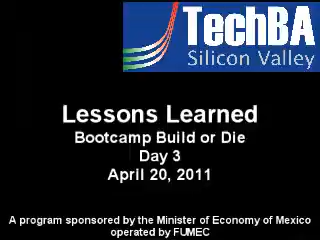 TechBA
Silicon Valley
Lessons Learned
Bootcamp Build or Die
Day 3
April 20, 2011
A program sponsored by the Minister of Economy of Mexico
operated by FUMEC